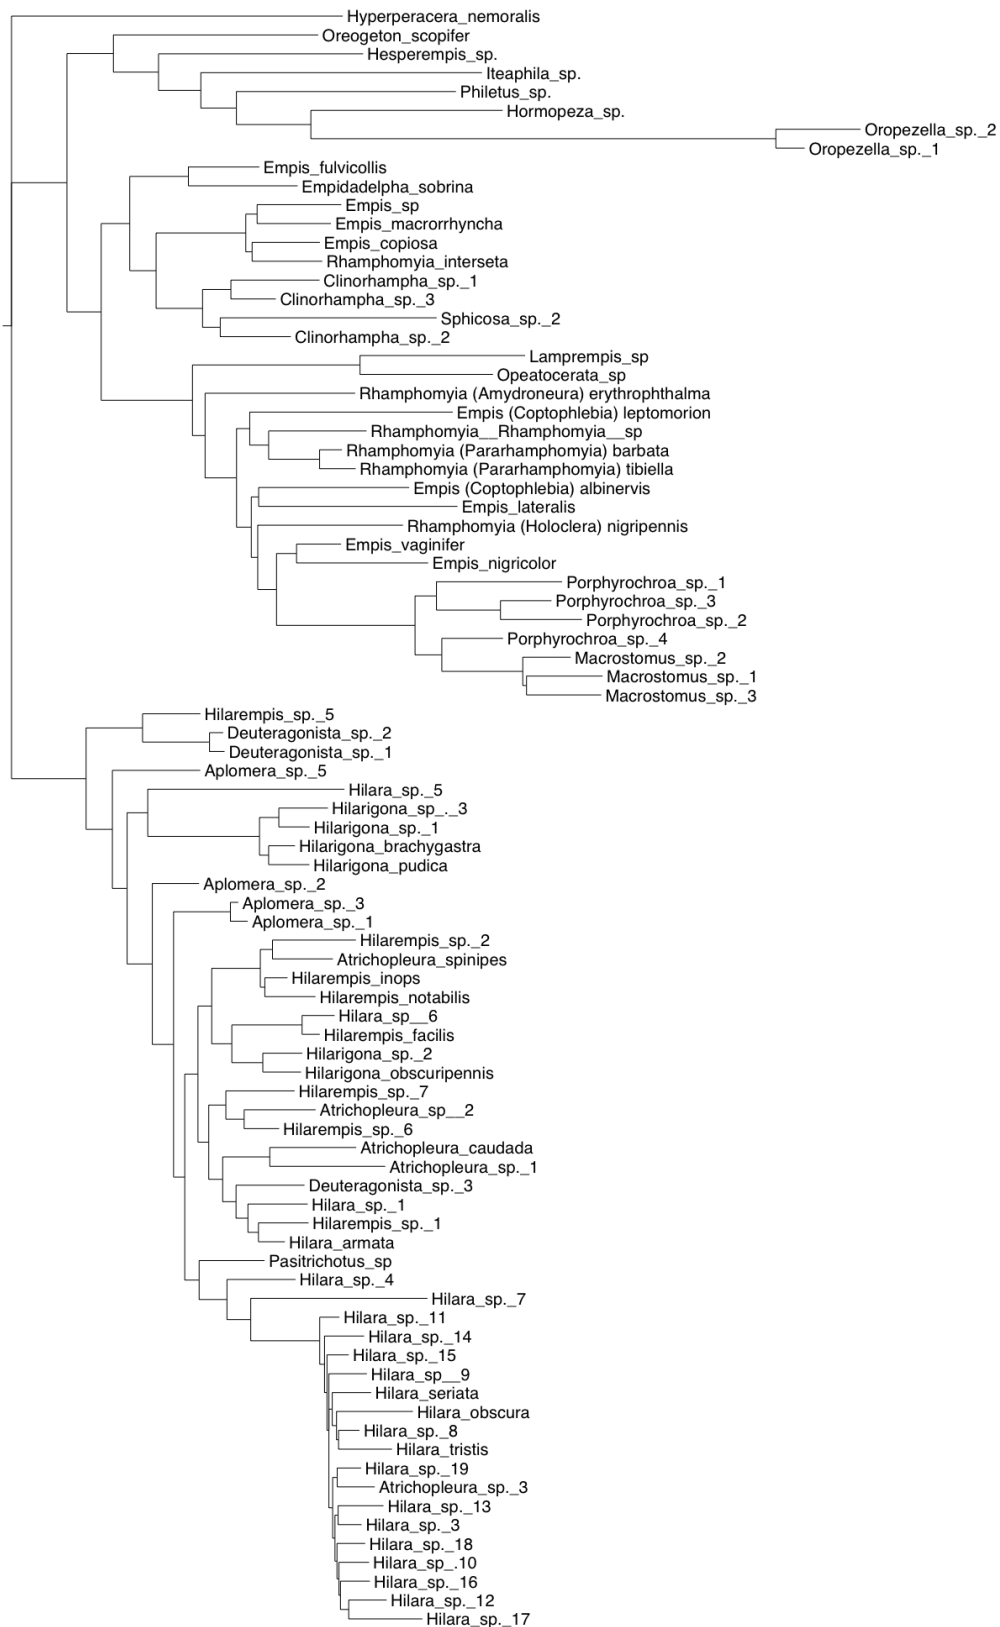 Hyperperacera_nemoralis
Oreogeton_scopifer
Hesperempis_sp.
Iteaphila_sp.
Philetus_sp.
Hormopeza_sp.
Oropezella_sp._2
Oropezella_sp._1
Empis_fulvicollis
Empidadelpha_sobrina
Empis_sp
Empis_macrorrhyncha
Empis_copiosa
Rhamphomyia_interseta
Clinorhampha_sp._1
Clinorhampha_sp._3
Sphicosa_sp._2
Clinorhampha_sp._2
Lamprempis_sp
Opeatocerata_sp
Rhamphomyia (Amydroneura) erythrophthalma
Empis (Coptophlebia) leptomorion
Rhamphomyia__Rhamphomyia__sp
Rhamphomyia (Pararhamphomyia) barbata
Rhamphomyia (Pararhamphomyia) tibiella
Empis (Coptophlebia) albinervis
Empis_lateralis
Rhamphomyia (Holoclera) nigripennis
Empis_vaginifer
Empis_nigricolor
Porphyrochroa_sp._1
Porphyrochroa_sp._3
Porphyrochroa_sp._2
Porphyrochroa_sp._4
Macrostomus_sp._2
Macrostomus_sp._1
Macrostomus_sp._3
Hilarempis_sp._5
Deuteragonista_sp._2
Deuteragonista_sp._1
Aplomera_sp._5
Hilara_sp._5
Hilarigona_sp_._3
Hilarigona_sp._1
Hilarigona_brachygastra
Hilarigona_pudica
Aplomera_sp._2
Aplomera_sp._3
Aplomera_sp._1
Hilarempis_sp._2
Atrichopleura_spinipes
Hilarempis_inops
Hilarempis_notabilis
Hilara_sp__6
Hilarempis_facilis
Hilarigona_sp._2
Hilarigona_obscuripennis
Hilarempis_sp._7
Atrichopleura_sp__2
Hilarempis_sp._6
Atrichopleura_caudada
Atrichopleura_sp._1
Deuteragonista_sp._3
Hilara_sp._1
Hilarempis_sp._1
Hilara_armata
Pasitrichotus_sp
Hilara_sp._4
Hilara_sp._7
Hilara_sp._11
Hilara_sp._14
Hilara_sp._15
Hilara_sp__9
Hilara_seriata
Hilara_obscura
Hilara_sp._8
Hilara_tristis
Hilara_sp._19
Atrichopleura_sp._3
Hilara_sp._13
Hilara_sp._3
Hilara_sp._18
Hilara_sp_.10
Hilara_sp._16
Hilara_sp._12
Hilara_sp._17